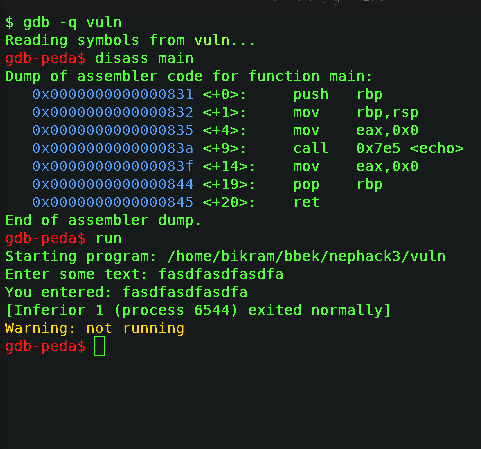 $ gdb -q vuln
Reading symbols from vuln...
gdb-peda$ disass main
Dump of assembler code for function main:
   0x0000000000000831 <+0>:     push   rbp
   0x0000000000000832 <+1>:     mov    rbp,rsp
   0x0000000000000835 <+4>:     mov    eax,0x0
   0x000000000000083a <+9>:     call   0x7e5 <echo>
   0x000000000000083f <+14>:    mov    eax,0x0
   0x0000000000000844 <+19>:    pop    rbp
   0x0000000000000845 <+20>:    ret
End of assembler dump.
gdb-peda$ run
Starting program: /home/bikram/bbek/nephack3/vuln
Enter some text: fasdfasdfasdfa
You entered: fasdfasdfasdfa
[Inferior 1 (process 6544) exited normally]
Warning: not running
gdb-peda$